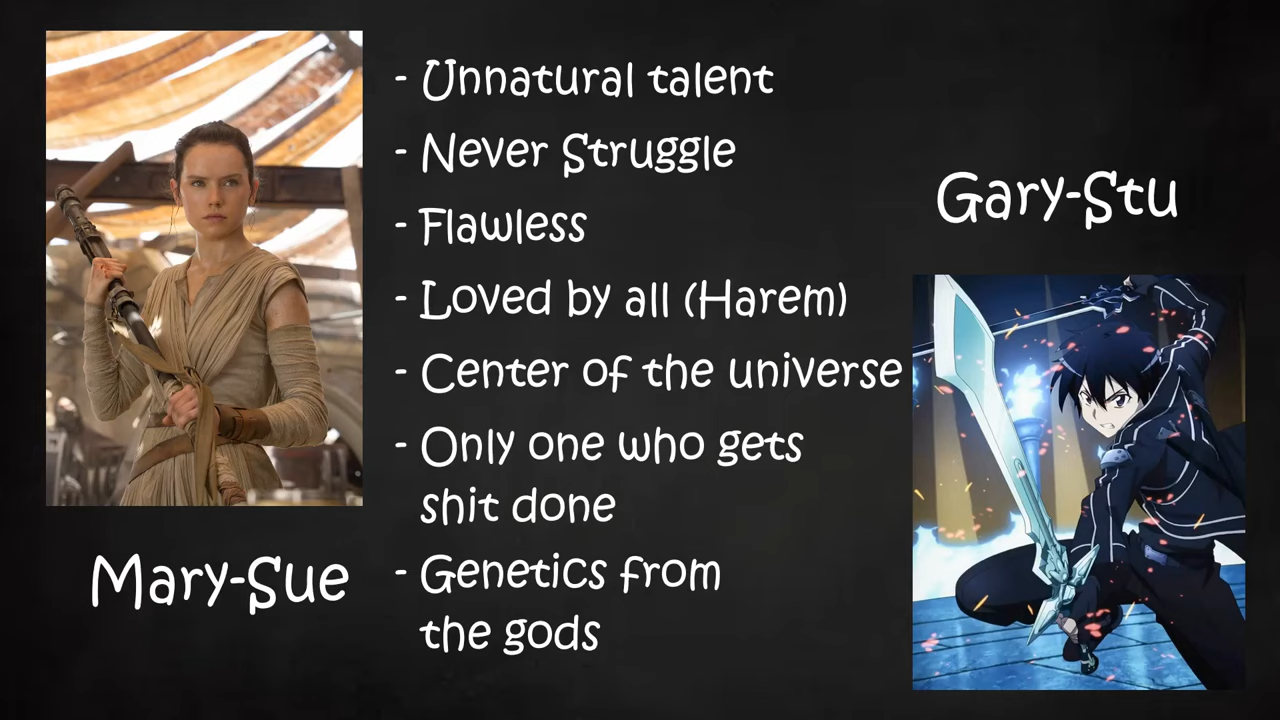 - Unnatural talent
- Never Struggle
- Flawless
- Loved by all (Harem)
- Center of the universe
- Only one who gets
shit done
- Genetics from
the gods
Mary-Sue
Gary-Stu